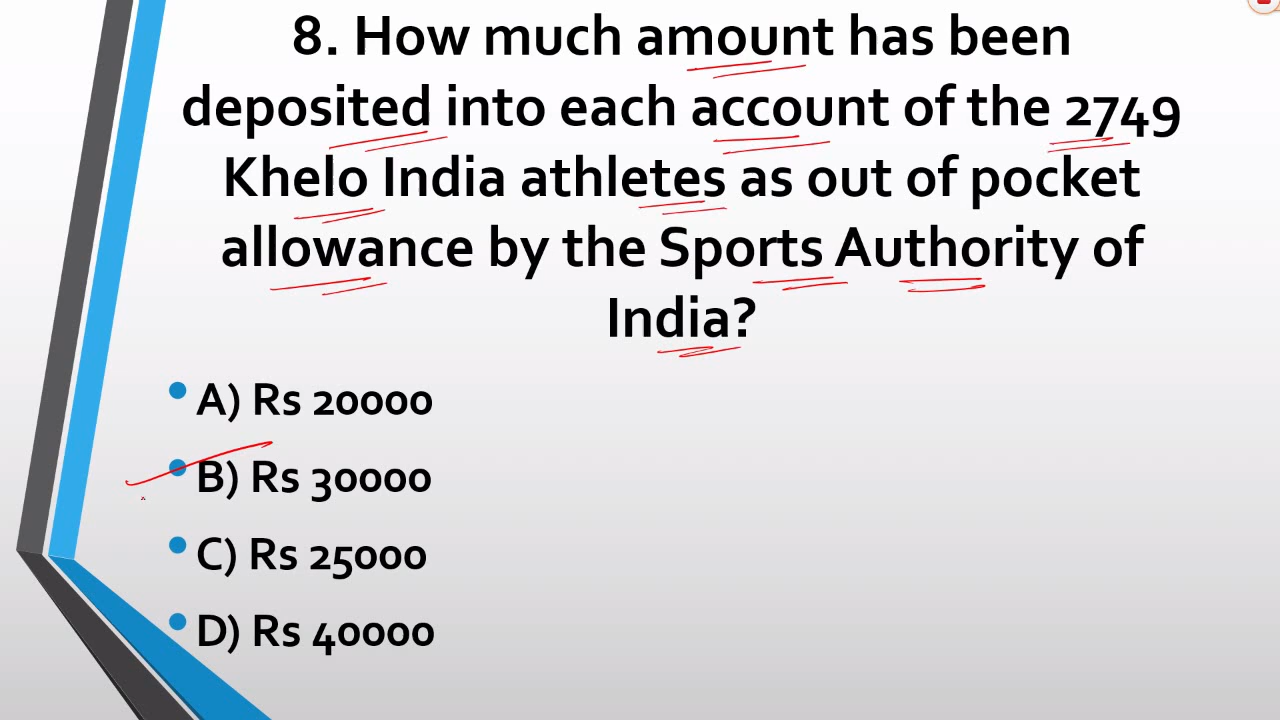 8. How much amount has been
deposited into each account of the 2749
Khelo India athletes as out of pocket
allowance by the Sports Authority of
India?
A) Rs 20000
B) Rs 30000
C) Rs 25000
D) Rs 40000